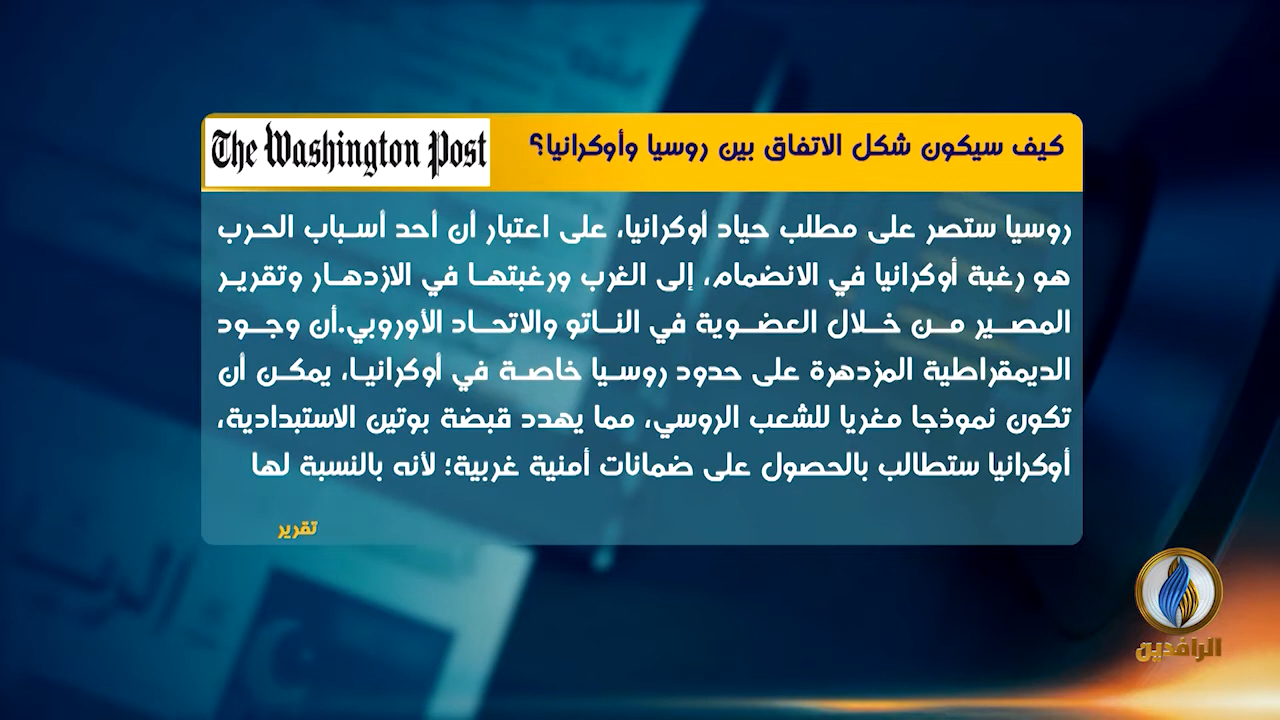 كيف سيكون شكل الاتفاق بين روسيا وأوكرانيا؟
The Washington Post
روسيا ستصر على مطلب حياد أوكرانيا، على اعتبار أن أحد أسباب الحرب
هو رغبة أوكرانيا في الانضمام، إلى الغرب ورغبتها في الازدهار وتقرير
المصير من خلال العضوية في الناتو والاتحاد الأوروبي.أن وجود
الديمقراطية المزدهرة على حدود روسيا خاصة في أوكرانيا، يمكن أن
تكون نموذجا مغريا للشعب الروسي، مما يهدد قبضة بوتين الاستبدادية،
أوكرانيا ستطالب بالحصول على ضمانات أمنية غربية؛ لأنه بالنسبة لها
تقرير
الرافدين